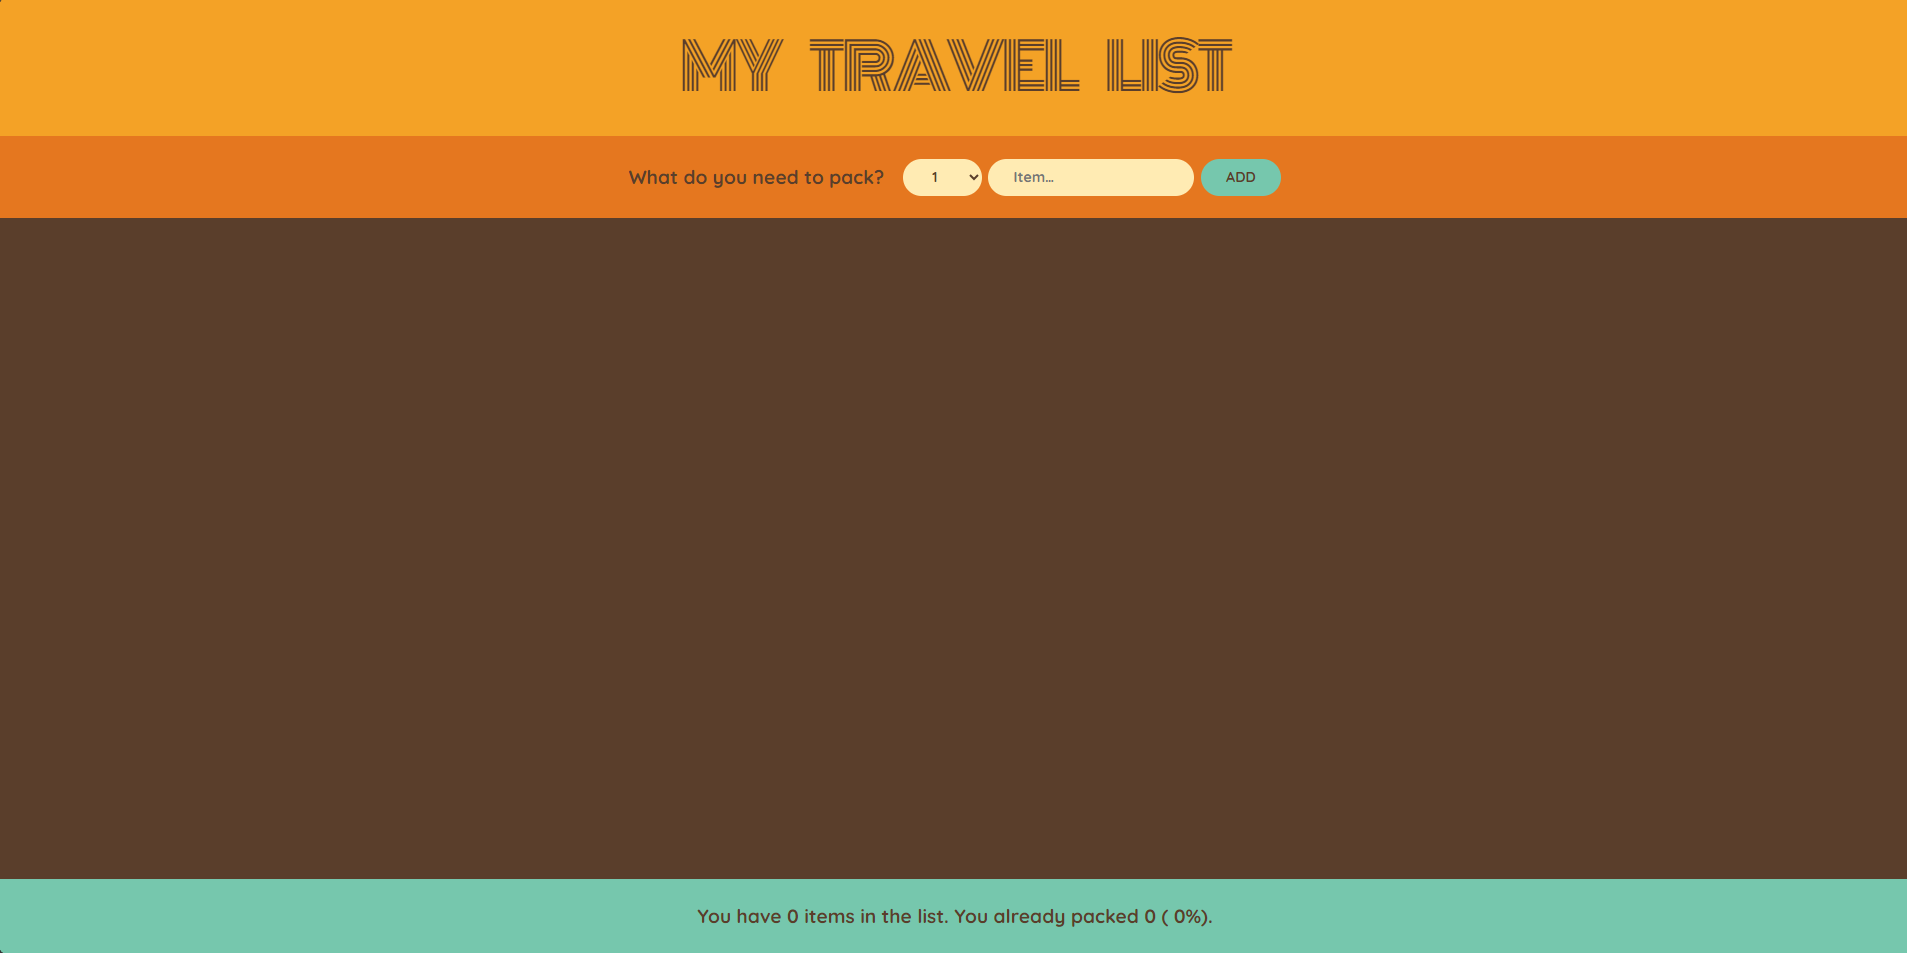 MY TRAVEL LIST
What do you need to pack? 1 Item... ADD
You have 0 items in the list. You already packed 0 ( 0%).